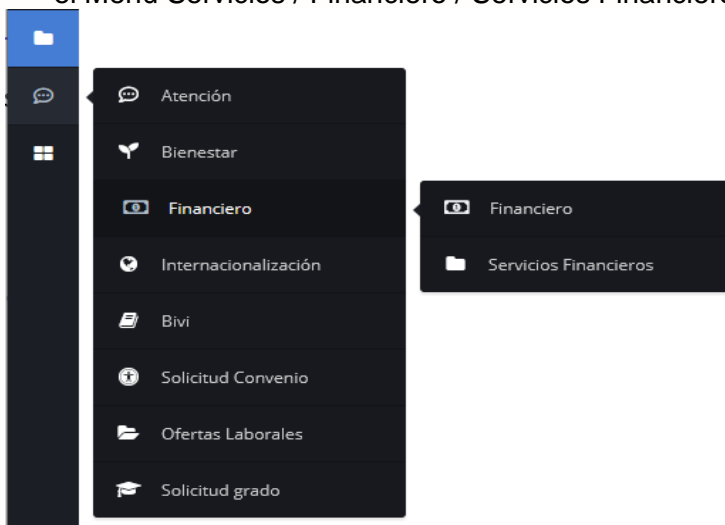 el Menú Servicios / Financiero / Servicios Financiero
Atención
Bienestar
Financiero
Financiero
Internacionalización
Servicios Financieros
Bivi
Solicitud Convenio
Ofertas Laborales
Solicitud grado